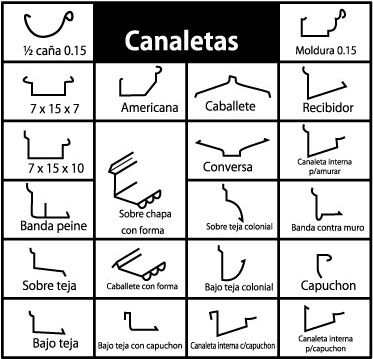 ½ caña 0.15
Canaletas
Moldura 0.15
7 x 15 x 7
Americana
Caballete
Recibidor
7 x 15 x 10
Sobre chapa
con forma
Conversa
Canaleta interna
p/amurar
Banda peine
Sobre teja colonial
Banda contra muro
Sobre teja
Caballete con forma
Bajo teja colonial
Capuchon
Bajo teja
Bajo teja con capuchon
Canaleta interna c/capuchon
Canaleta interna
p/capuchon